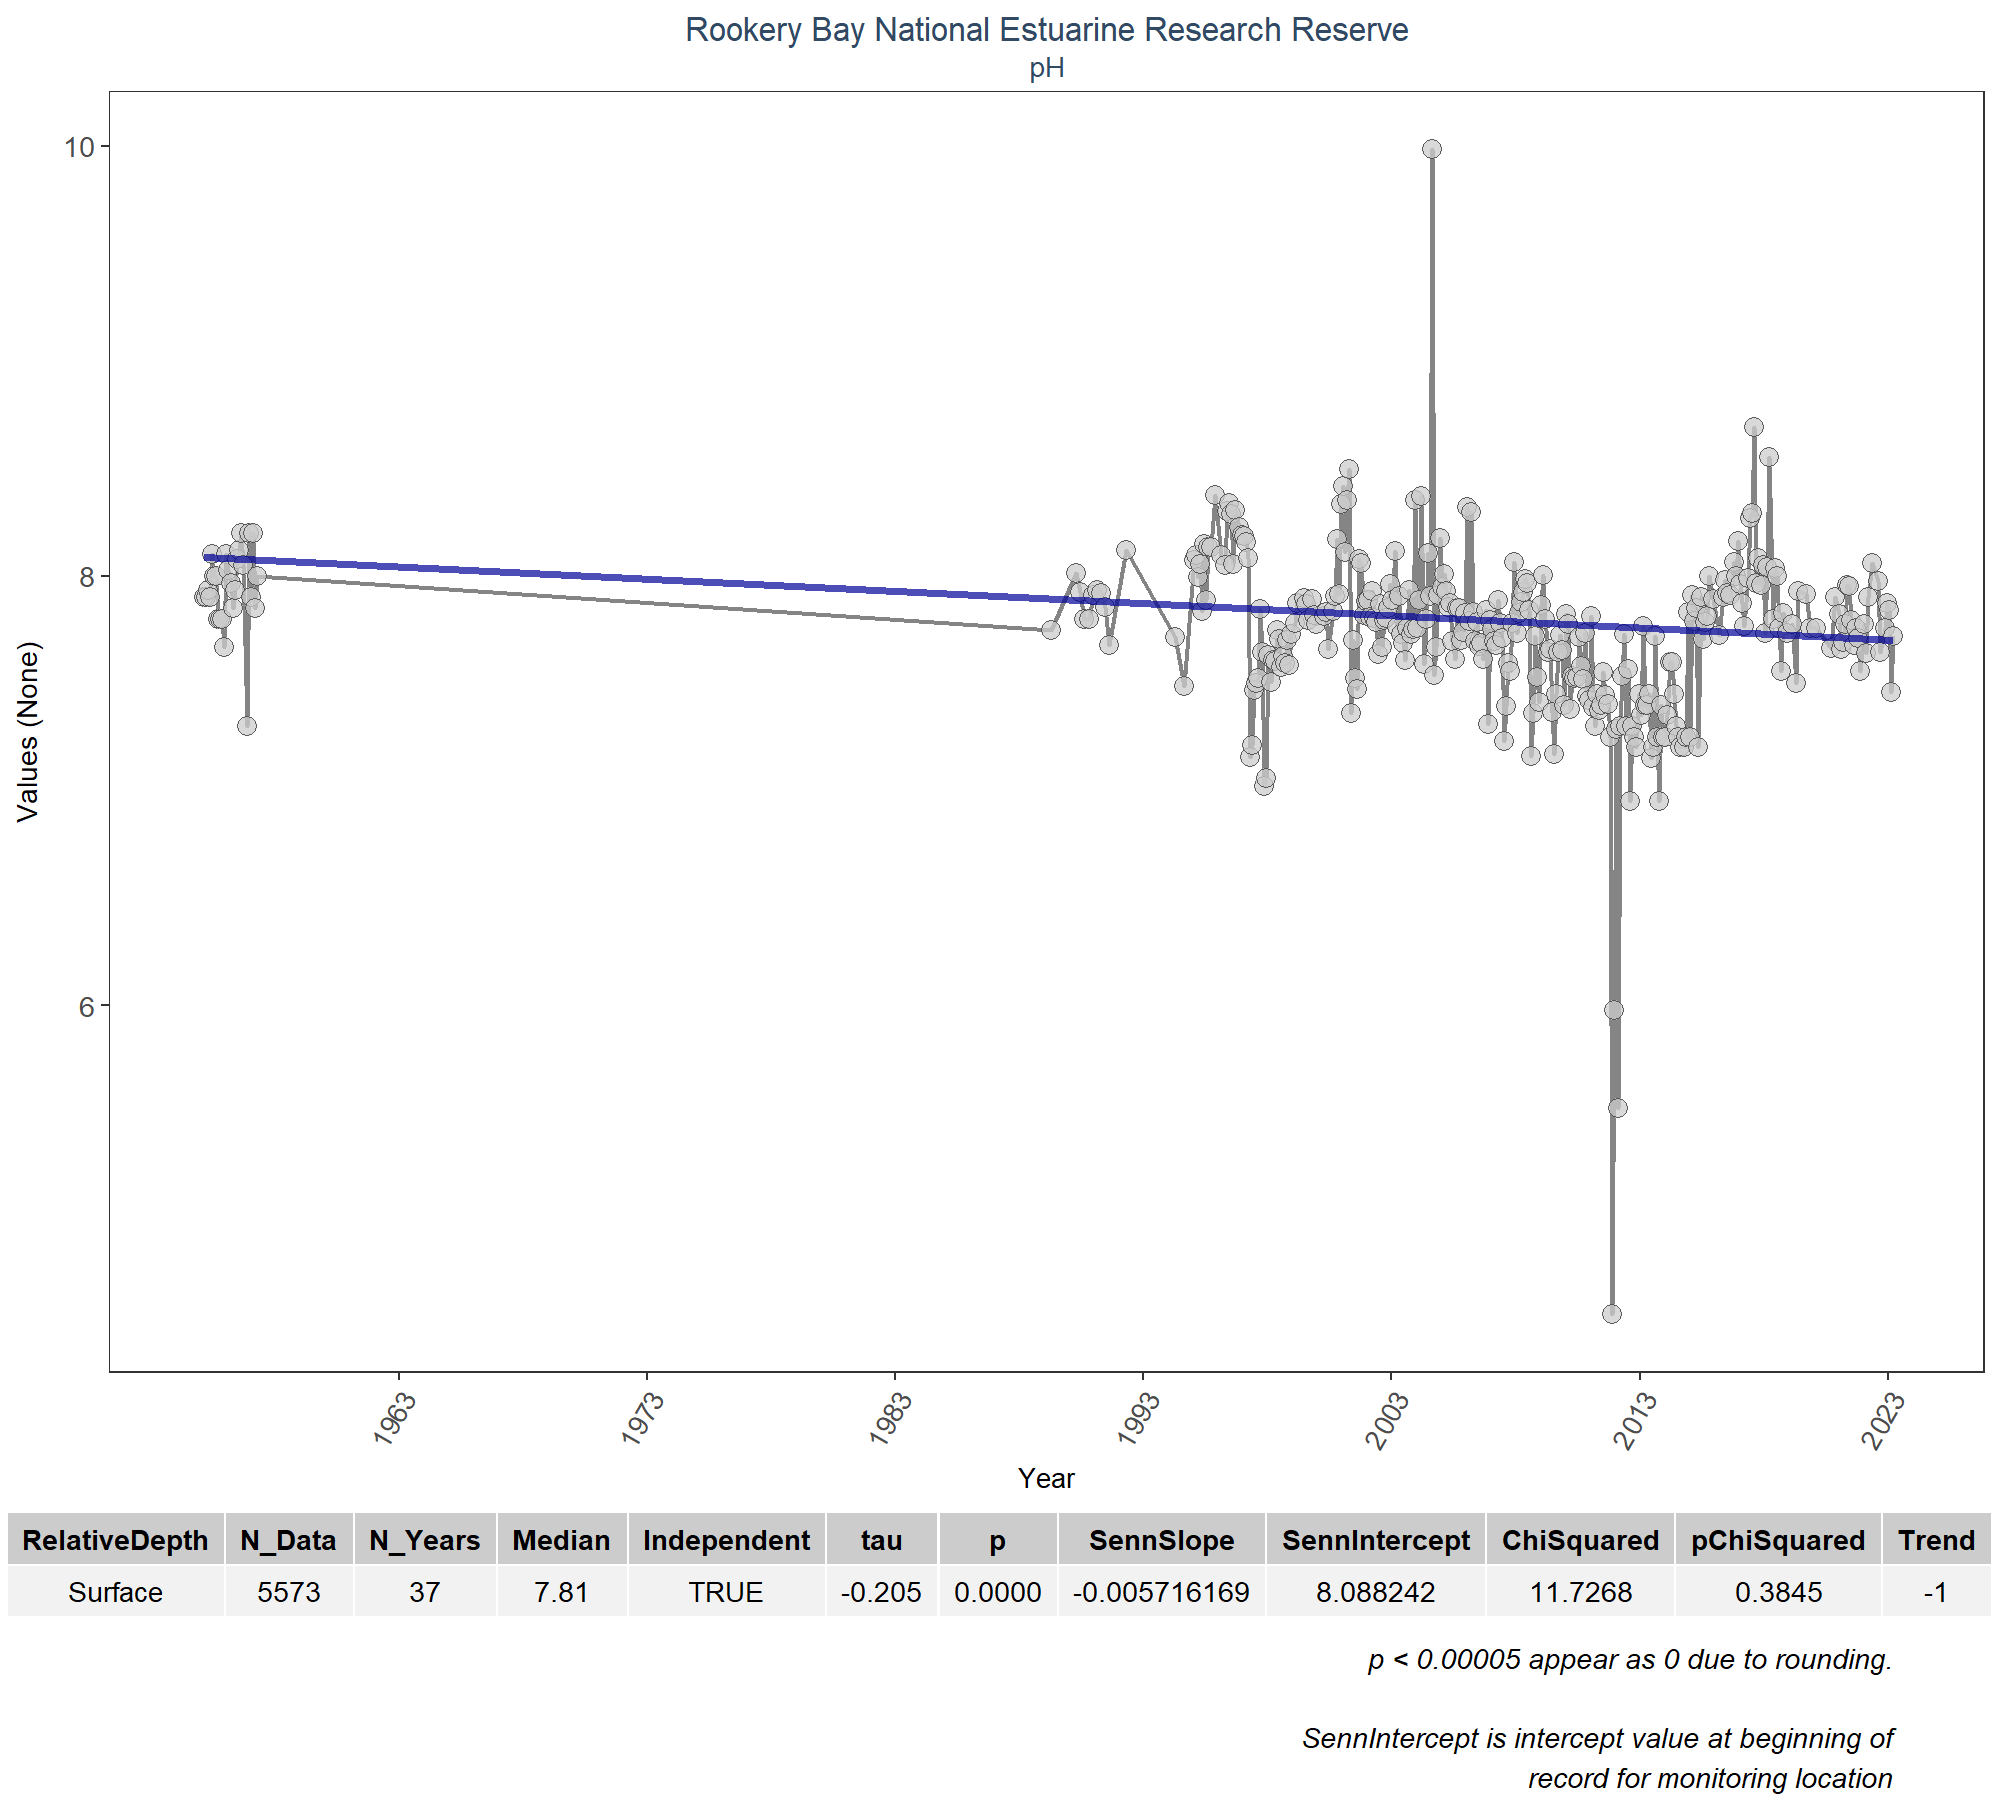 Rookery Bay National Estuarine Research Reserve
pH
10
8
6
Values (None)
1963 1973 1983 1993 2003 2013 2023
Year
RelativeDepth N_Data N_Years Median Independent tau p SennSlope SennIntercept ChiSquared pChiSquared Trend
Surface 5573 37 7.81 TRUE -0.205 0.0000 -0.005716169 8.088242 11.7268 0.3845 -1
p < 0.00005 appear as 0 due to rounding.
SennIntercept is intercept value at beginning of
record for monitoring location